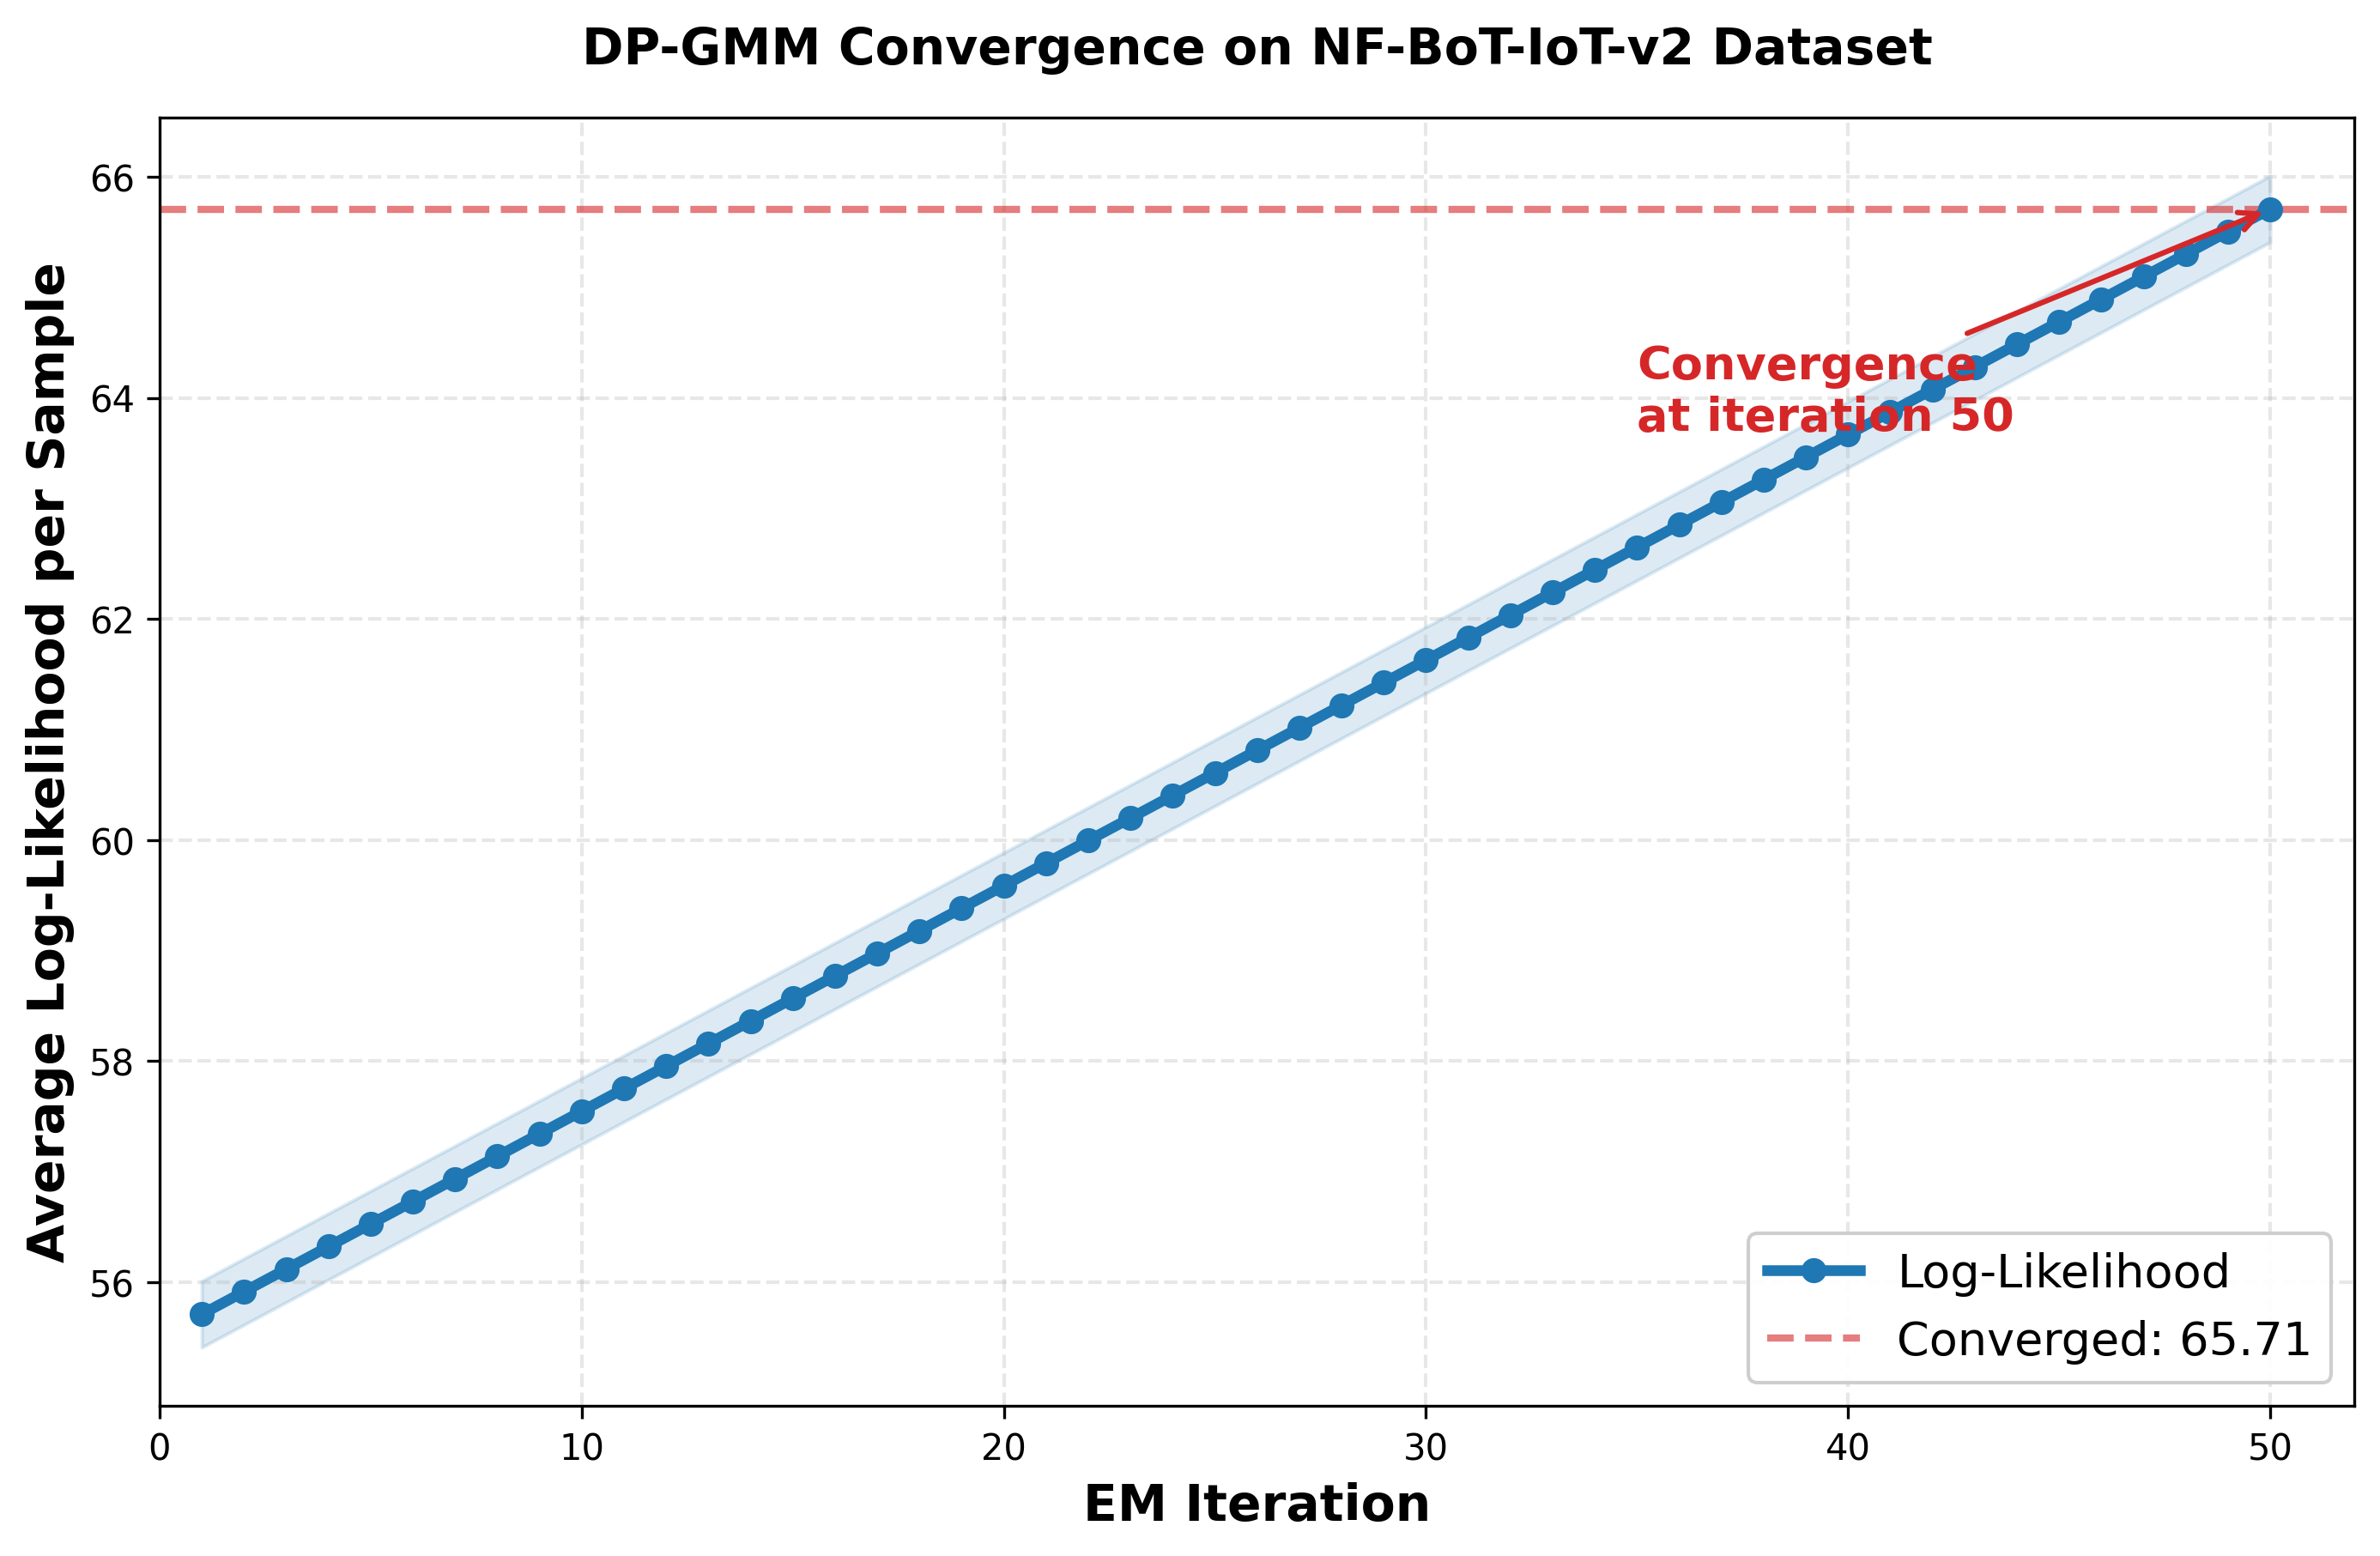 DP-GMM Convergence on NF-BoT-IoT-v2 Dataset
Average Log-Likelihood per Sample
66
64
62
60
58
56
Convergence
at iteration 50
Log-Likelihood
Converged: 65.71
0
10
20
30
40
50
EM Iteration